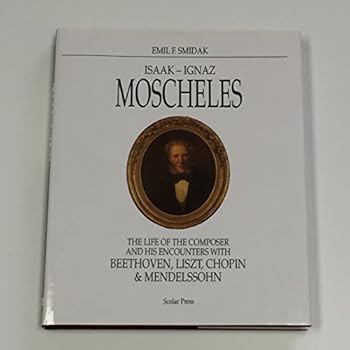 EMIL F. SMIDAK
ISAAK – IGNAZ
MOSCHELES
THE LIFE OF THE COMPOSER
AND HIS ENCOUNTERS WITH
BEETHOVEN, LISZT, CHOPIN
& MENDELSSOHN
Scolar Press